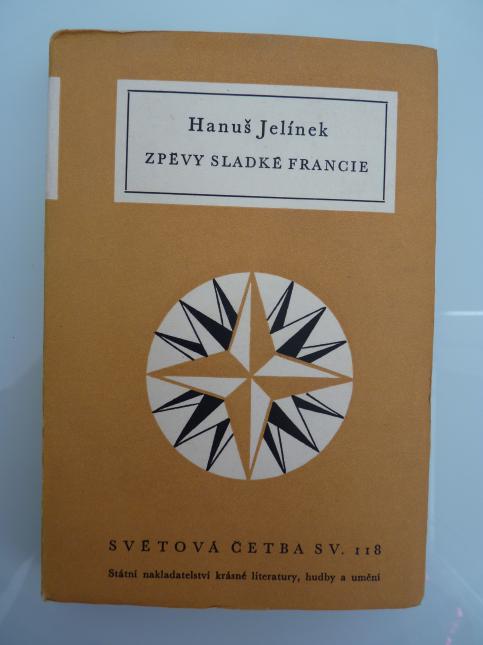 Hanuš Jelínek
ZPĚVY SLADKÉ FRANCIE
SVĚTOVÁ ČETBA SV. 118
Státní nakladatelství krásné literatury, hudby a umění